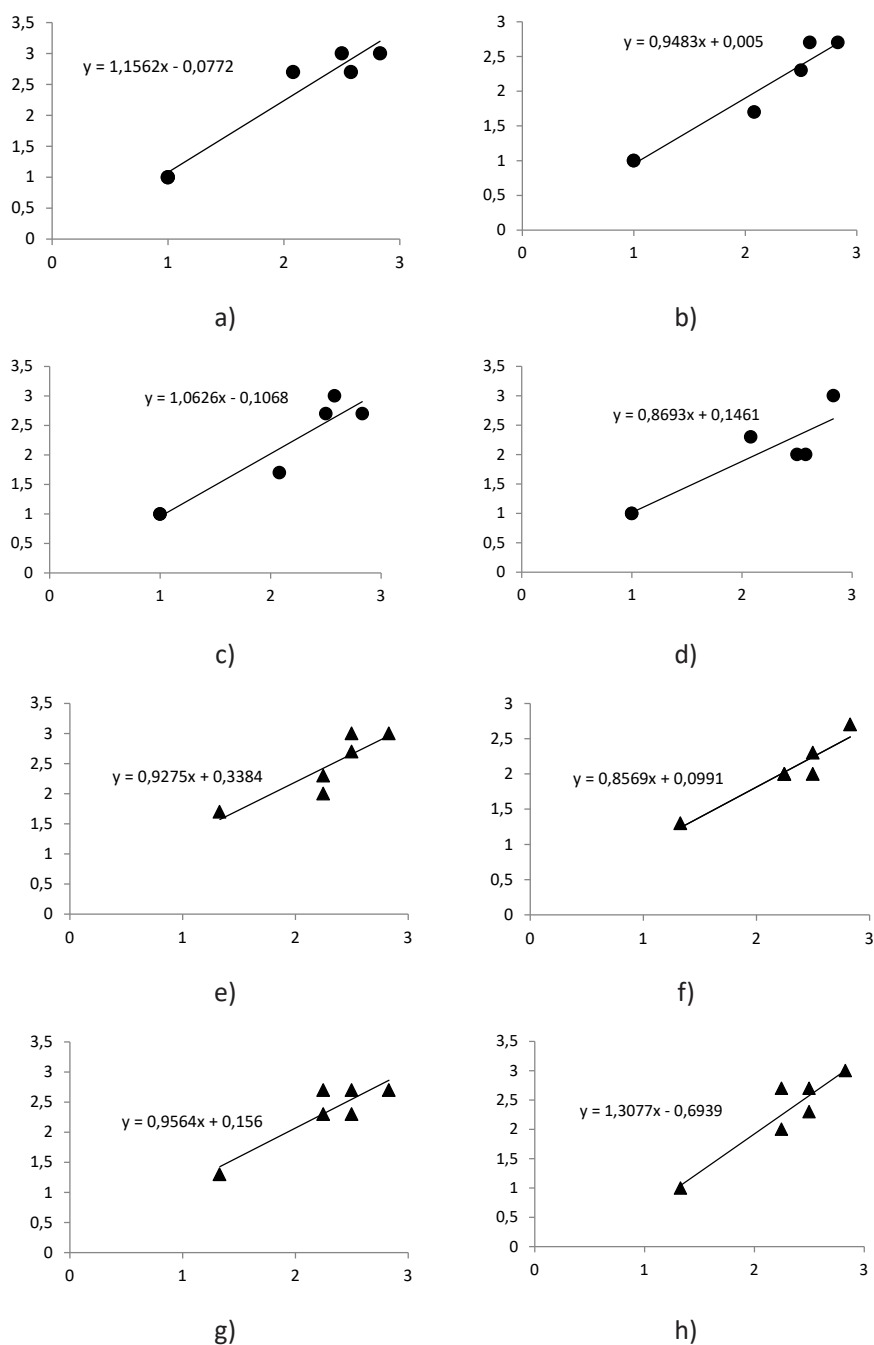 3,5
3
2,5
2
1,5
1
0,5
0
0 1 2 3
y = 1,1562x - 0,0772
a)
3
2,5
2
1,5
1
0,5
0
0 1 2 3
y = 0,9483x + 0,005
b)
3,5
3
2,5
2
1,5
1
0,5
0
0 1 2 3
y = 1,0626x - 0,1068
c)
3,5
3
2,5
2
1,5
1
0,5
0
0 1 2 3
y = 0,8693x + 0,1461
d)
3,5
3
2,5
2
1,5
1
0,5
0
0 1 2 3
y = 0,9275x + 0,3384
e)
3
2,5
2
1,5
1
0,5
0
0 1 2 3
y = 0,8569x + 0,0991
f)
3,5
3
2,5
2
1,5
1
0,5
0
0 1 2 3
y = 0,9564x + 0,156
g)
3,5
3
2,5
2
1,5
1
0,5
0
0 1 2 3
y = 1,3077x - 0,6939
h)